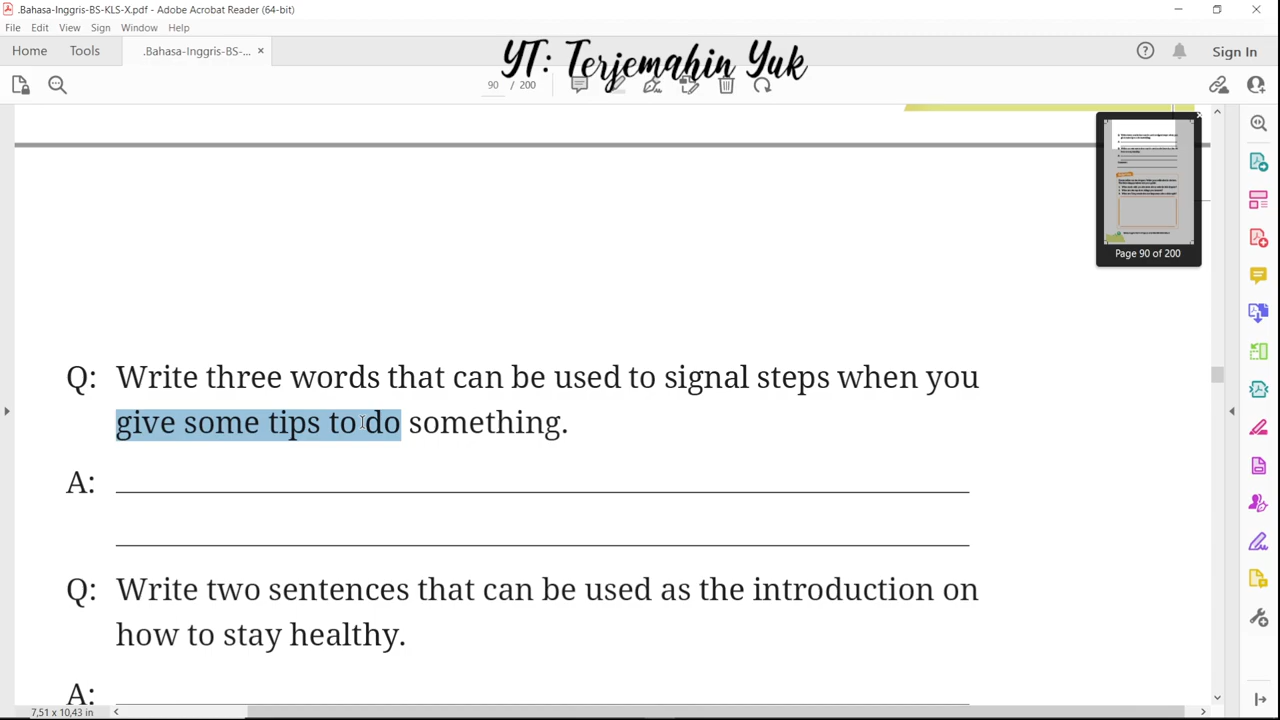 .Bahasa-Inggris-BS-KLS-X.pdf - Adobe Acrobat Reader (64-bit)
File Edit View Sign Window Help
Home Tools .Bahasa-Inggris-BS-... × Sign In
YT: Terjemahin Yuk
90 / 200
Page 90 of 200
Q: Write three words that can be used to signal steps when you
give some tips to do something.
A:
Q: Write two sentences that can be used as the introduction on
how to stay healthy.
A:
7,51 x 10,43 in